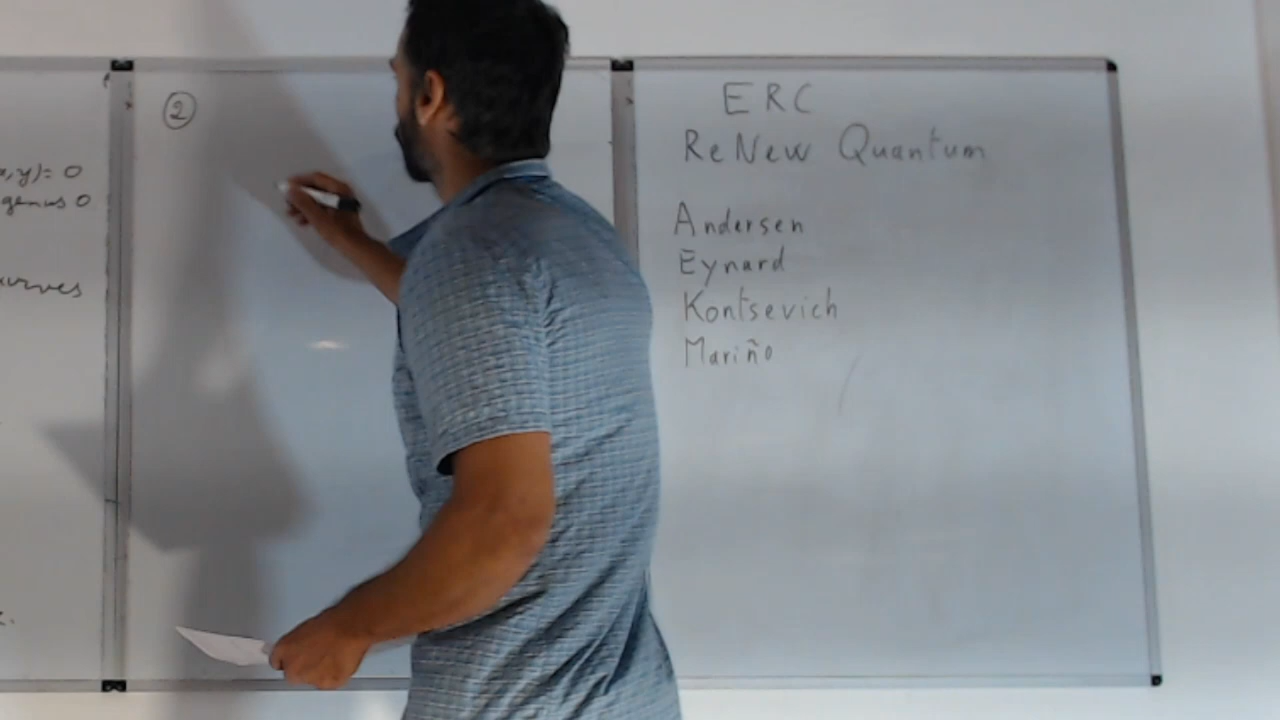 x,y)=0
genus 0
urves
②
ERC
ReNew Quantum
Andersen
Eynard
Kontsevich
Mariño